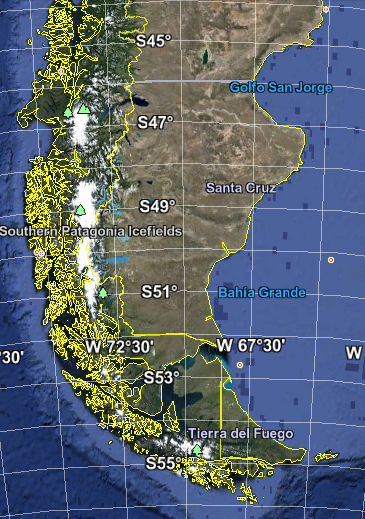 S45°
Golfo San Jorge
S47°
Santa Cruz
S49°
Southern Patagonia Icefields
S51°
Bahía Grande
30'
W 72°30'
W 67°30'
W
S53°
Tierra del Fuego
S55°